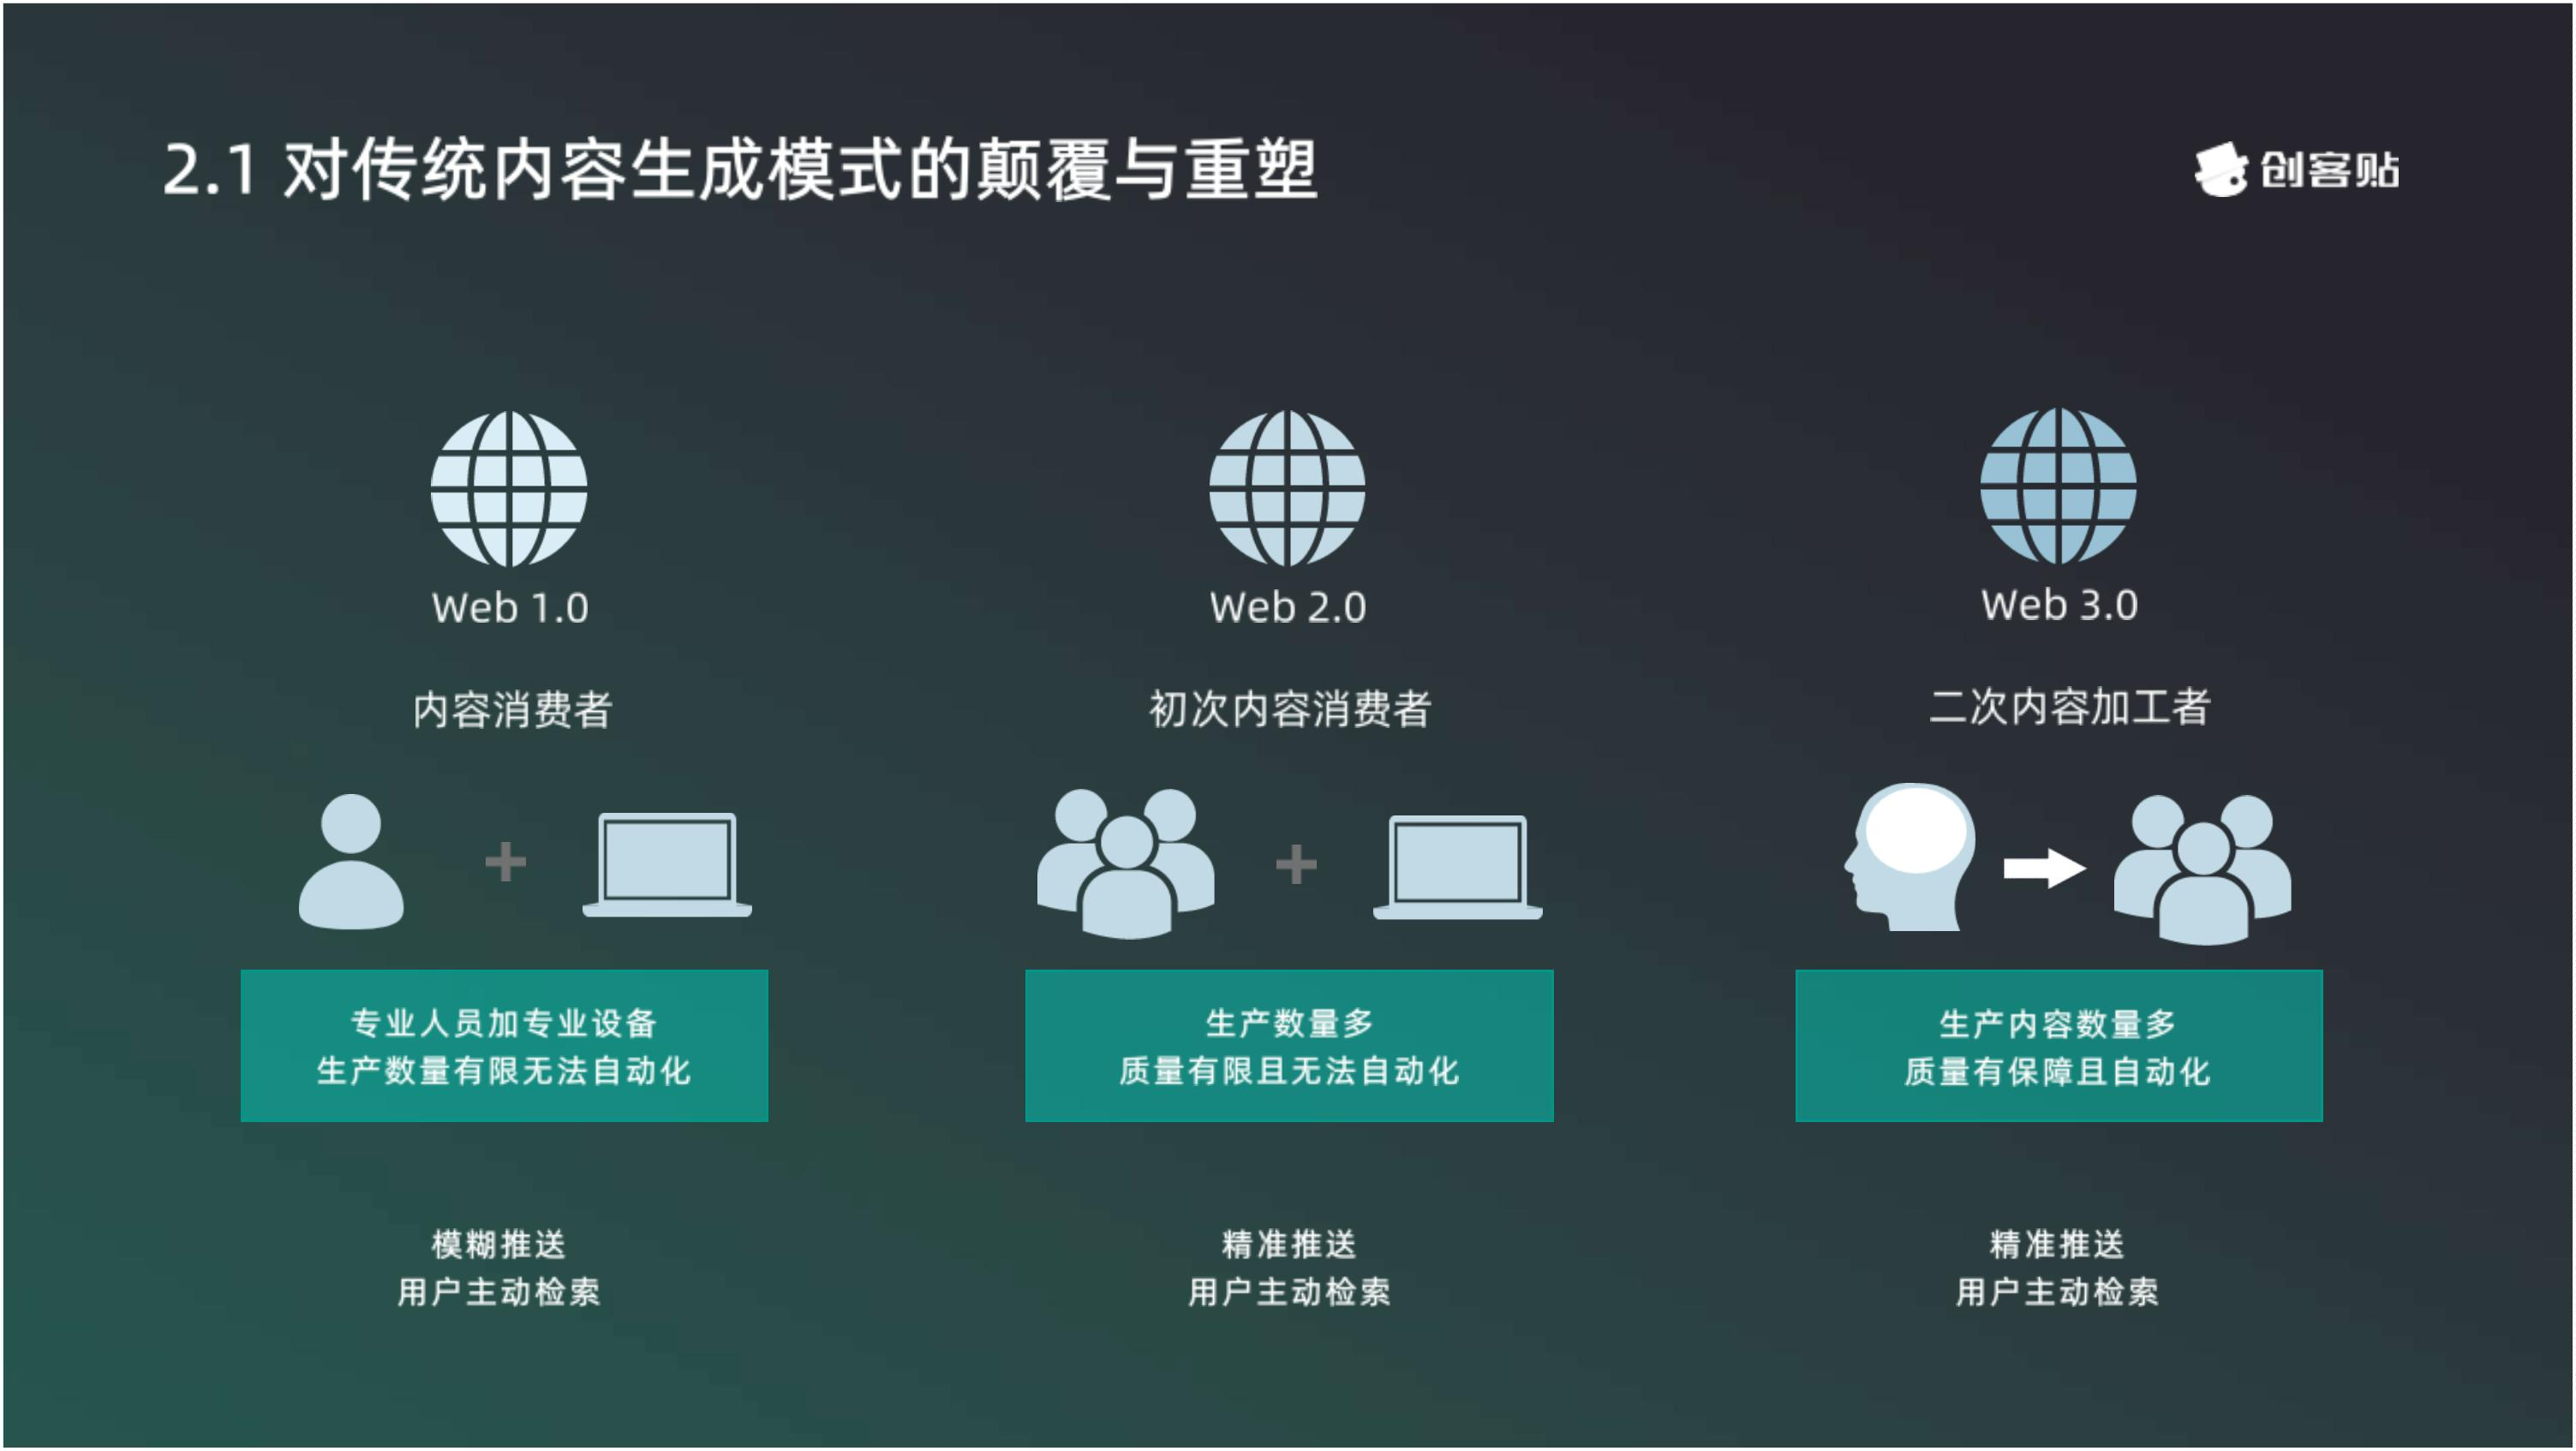 2.1 对传统内容生成模式的颠覆与重塑
创客贴
Web 1.0
内容消费者
专业人员加专业设备
生产数量有限无法自动化
模糊推送
用户主动检索
Web 2.0
初次内容消费者
生产数量多
质量有限且无法自动化
精准推送
用户主动检索
Web 3.0
二次内容加工者
生产内容数量多
质量有保障且自动化
精准推送
用户主动检索